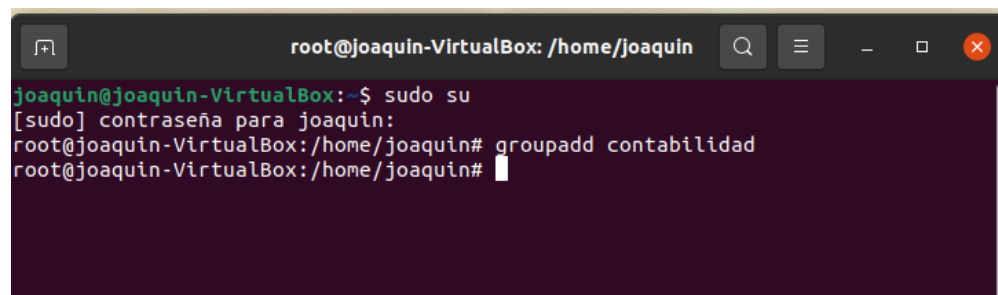 root@joaquin-VirtualBox: /home/joaquin
joaquin@joaquin-VirtualBox:~$ sudo su
[sudo] contraseña para joaquin:
root@joaquin-VirtualBox:/home/joaquin# groupadd contabilidad
root@joaquin-VirtualBox:/home/joaquin#